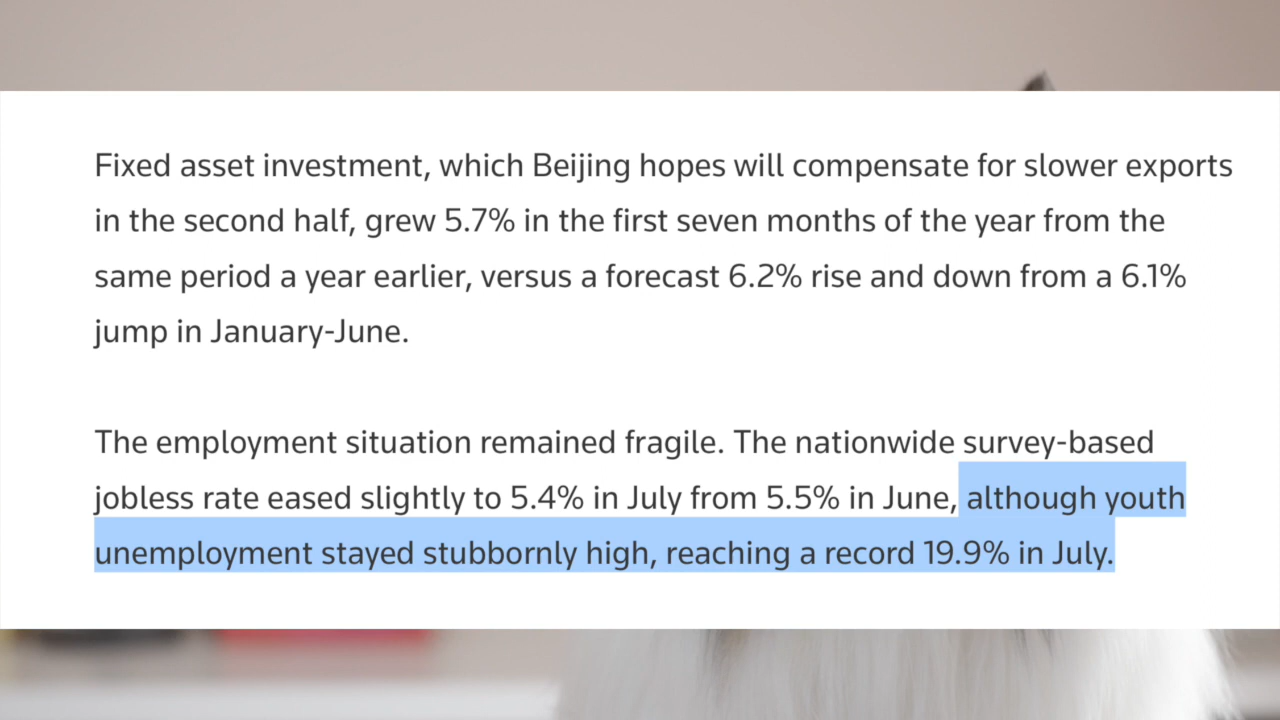 Fixed asset investment, which Beijing hopes will compensate for slower exports
in the second half, grew 5.7% in the first seven months of the year from the
same period a year earlier, versus a forecast 6.2% rise and down from a 6.1%
jump in January-June.
The employment situation remained fragile. The nationwide survey-based
jobless rate eased slightly to 5.4% in July from 5.5% in June, although youth
unemployment stayed stubbornly high, reaching a record 19.9% in July.